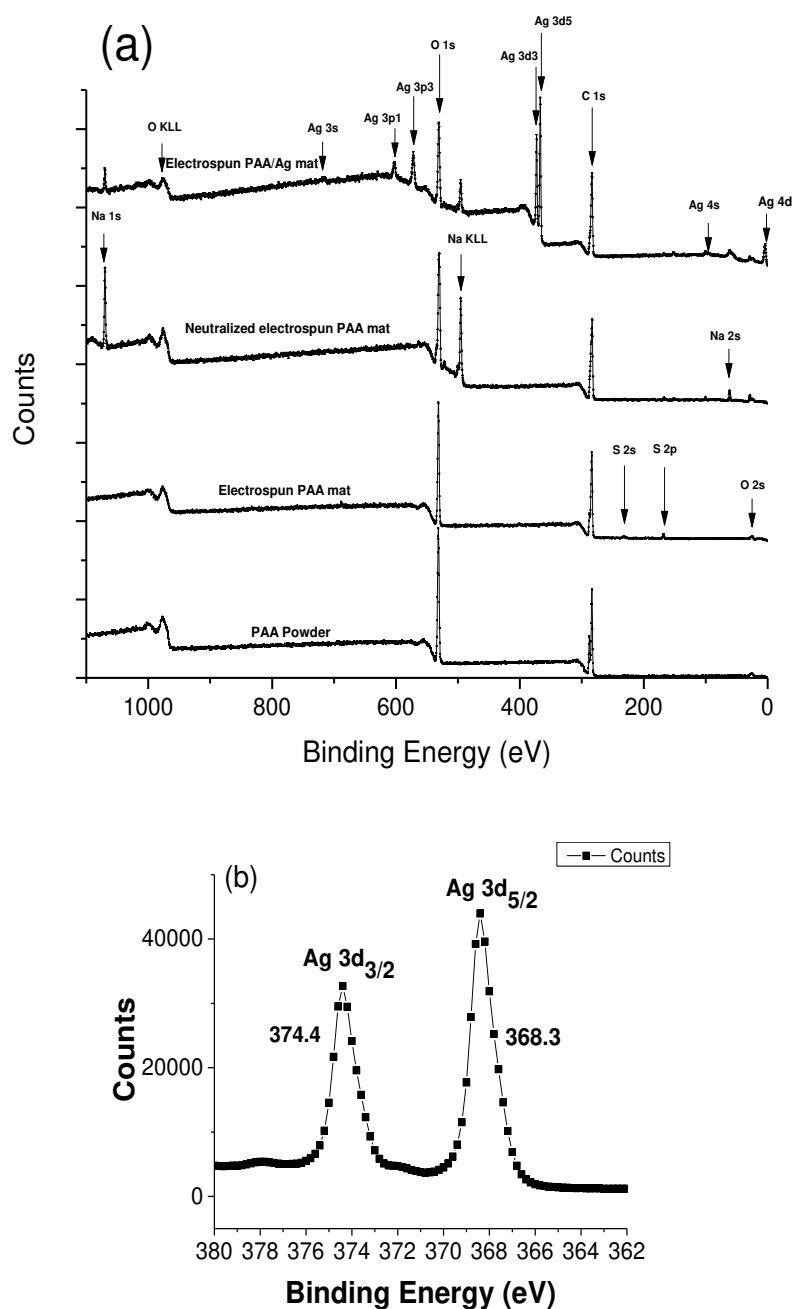 (a)
Ag 3d5
O 1s
Ag 3d3
Ag 3p3
C 1s
Ag 3p1
O KLL
Ag 3s
Electrospun PAA/Ag mat
Ag 4s
Ag 4d
Na 1s
Na KLL
Neutralized electrospun PAA mat
Na 2s
S 2s
S 2p
Electrospun PAA mat
O 2s
PAA Powder
Counts
1000 800 600 400 200 0
Binding Energy (eV)
Counts
(b)
Ag 3d5/2
Ag 3d3/2
40000
374.4
368.3
20000
0
Counts
380 378 376 374 372 370 368 366 364 362
Binding Energy (eV)